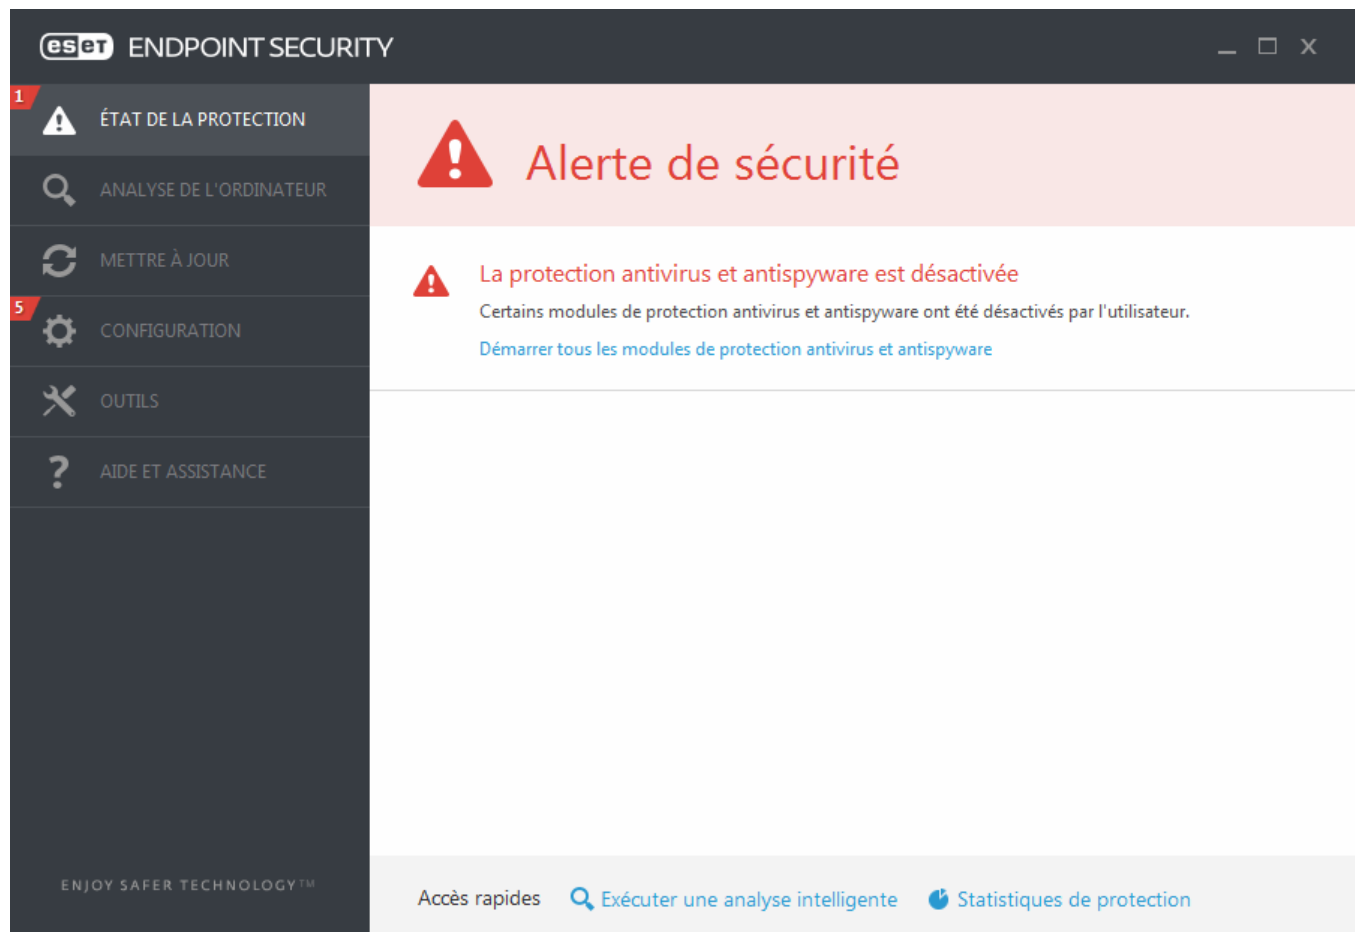 eset ENDPOINT SECURITY
1
ÉTAT DE LA PROTECTION
ANALYSE DE L'ORDINATEUR
METTRE À JOUR
5
CONFIGURATION
OUTILS
AIDE ET ASSISTANCE
ENJOY SAFER TECHNOLOGY™
Alerte de sécurité
La protection antivirus et antispyware est désactivée
Certains modules de protection antivirus et antispyware ont été désactivés par l'utilisateur.
Démarrer tous les modules de protection antivirus et antispyware
Accès rapides Exécuter une analyse intelligente Statistiques de protection